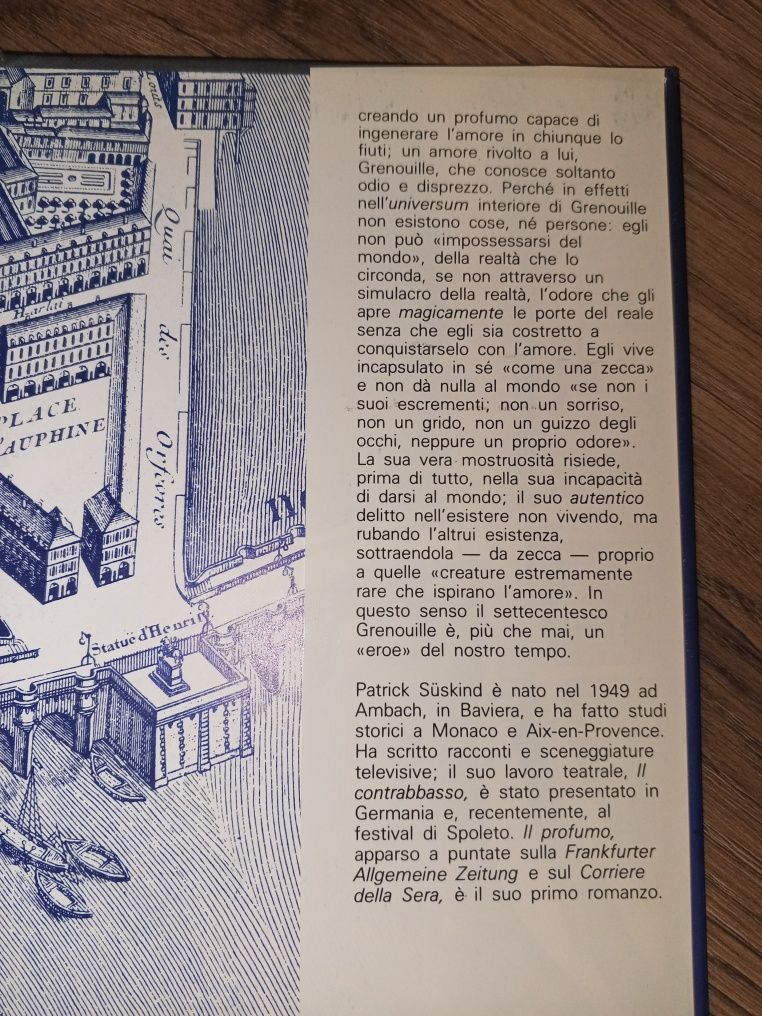 Quai des Orfevres
PLACE
DAUPHINE
Statuë d'Henri IV
creando un profumo capace di
ingenerare l'amore in chiunque lo
fiuti; un amore rivolto a lui,
Grenouille, che conosce soltanto
odio e disprezzo. Perché in effetti
nell'universum interiore di Grenouille
non esistono cose, né persone: egli
non può «impossessarsi del
mondo», della realtà che lo
circonda, se non attraverso un
simulacro della realtà, l'odore che gli
apre magicamente le porte del reale
senza che egli sia costretto a
conquistarselo con l'amore. Egli vive
incapsulato in sé «come una zecca»
e non dà nulla al mondo «se non i
suoi escrementi; non un sorriso,
non un grido, non un guizzo degli
occhi, neppure un proprio odore».
La sua vera mostruosità risiede,
prima di tutto, nella sua incapacità
di darsi al mondo; il suo autentico
delitto nell'esistere non vivendo, ma
rubando l'altrui esistenza,
sottraendola — da zecca — proprio
a quelle «creature estremamente
rare che ispirano l'amore». In
questo senso il settecentesco
Grenouille è, più che mai, un
«eroe» del nostro tempo.
Patrick Süskind è nato nel 1949 ad
Ambach, in Baviera, e ha fatto studi
storici a Monaco e Aix-en-Provence.
Ha scritto racconti e sceneggiature
televisive; il suo lavoro teatrale, Il
contrabbasso, è stato presentato in
Germania e, recentemente, al
festival di Spoleto. Il profumo,
apparso a puntate sulla Frankfurter
Allgemeine Zeitung e sul Corriere
della Sera, è il suo primo romanzo.